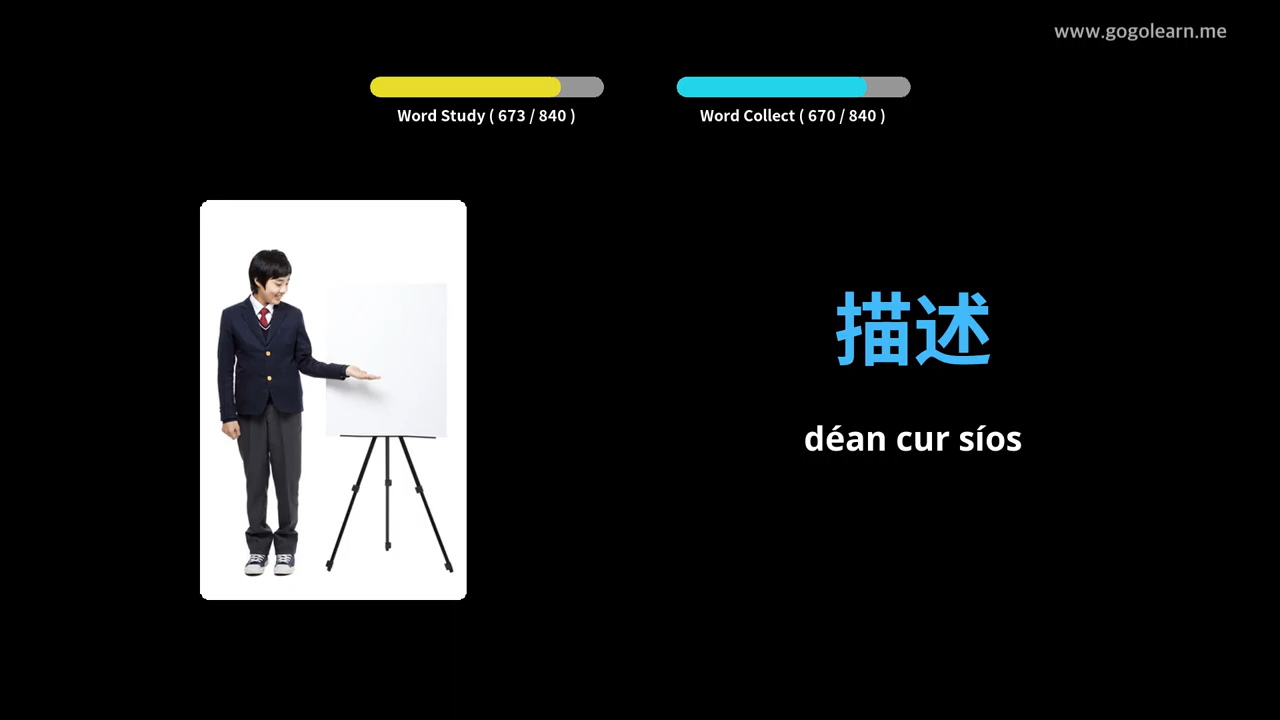 www.gogolearn.me
Word Study ( 673 / 840 )
Word Collect ( 670 / 840 )
描述
déan cur síos